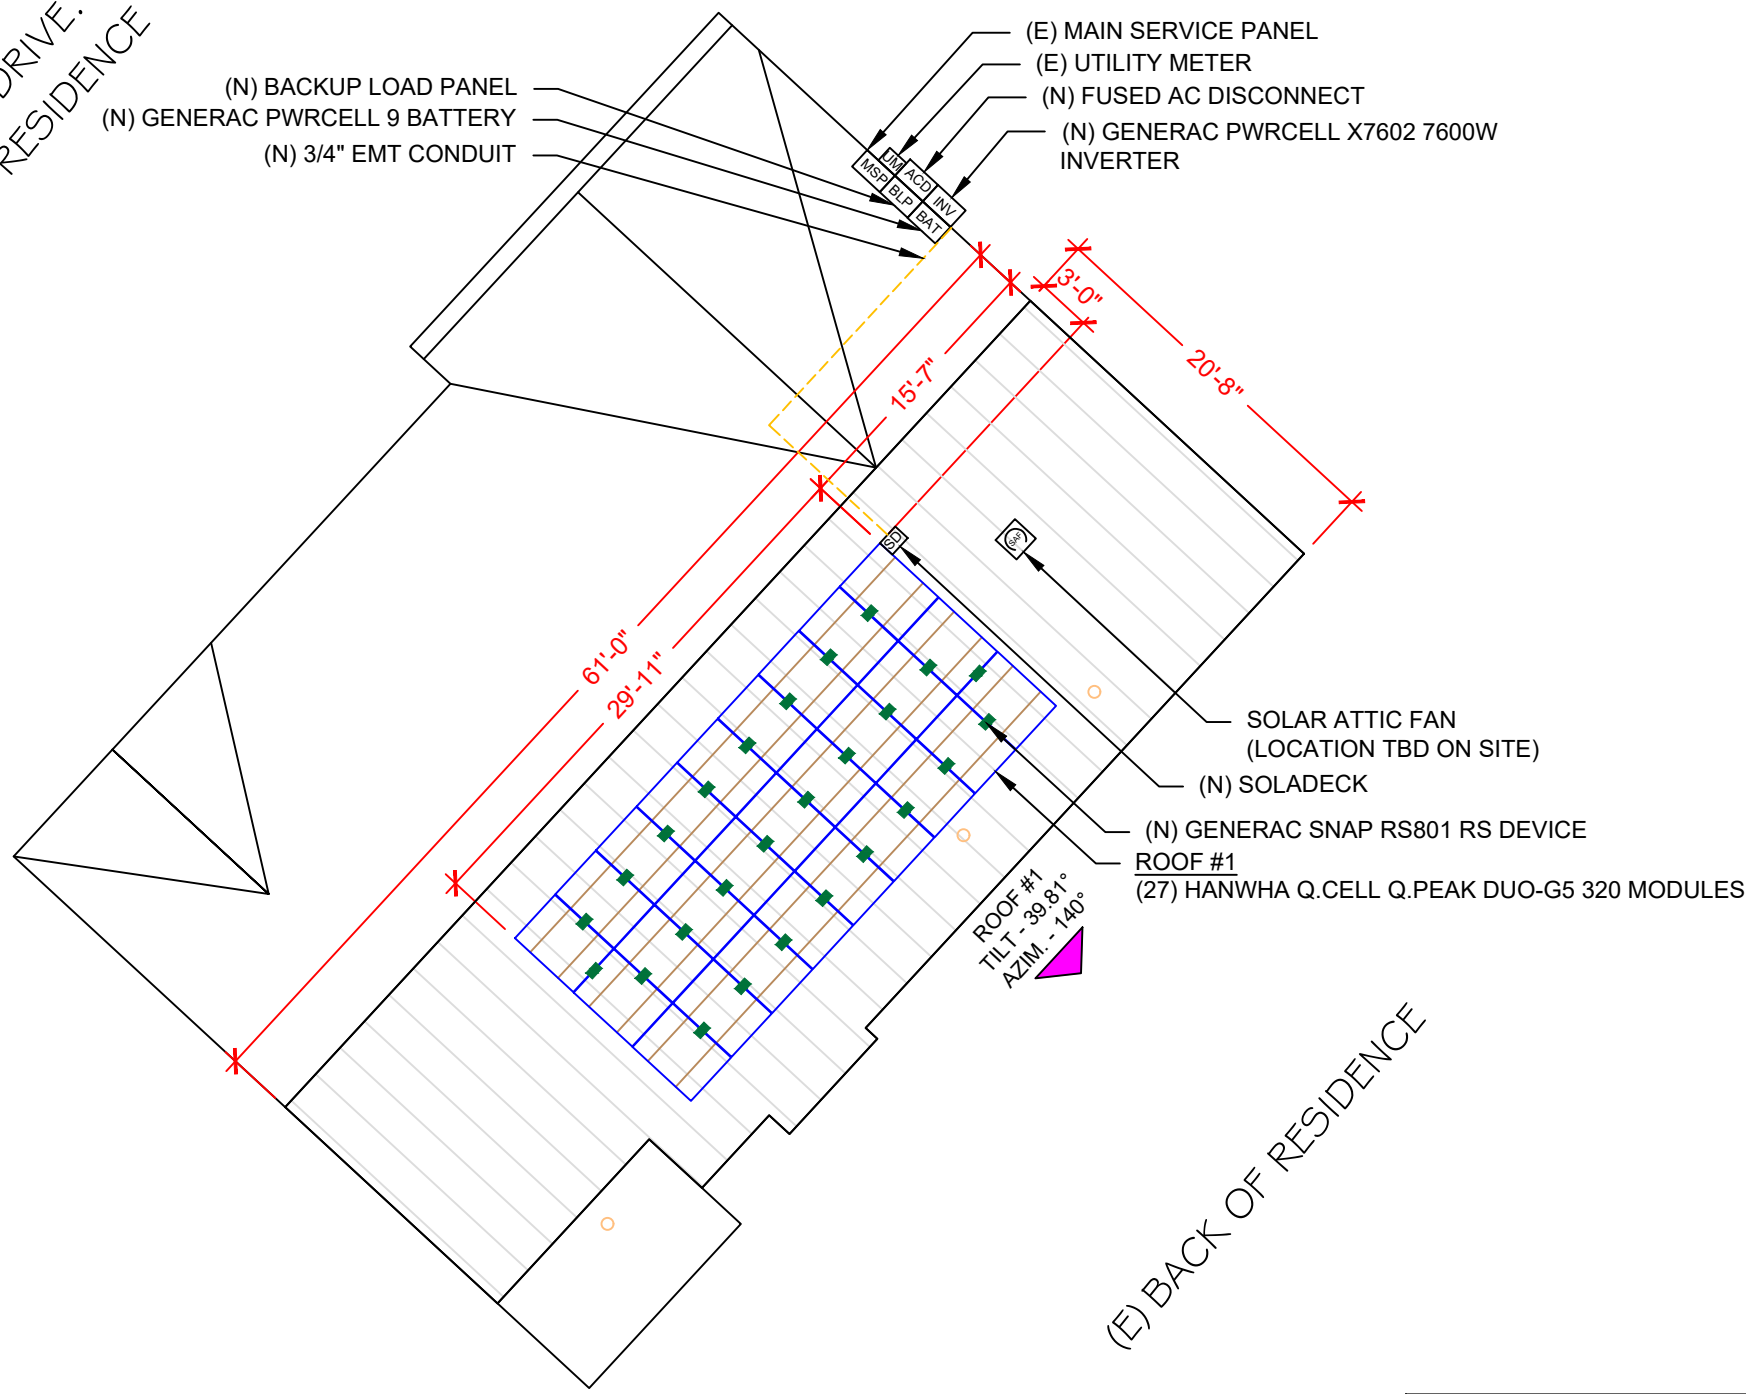 DRIVE.
RESIDENCE
(N) BACKUP LOAD PANEL
(N) GENERAC PWRCELL 9 BATTERY
(N) 3/4" EMT CONDUIT
(E) MAIN SERVICE PANEL
(E) UTILITY METER
(N) FUSED AC DISCONNECT
(N) GENERAC PWRCELL X7602 7600W
INVERTER
UM
ACD
INV
MSP
BLP
BAT
3'-0"
20'-8"
15'-7"
61'-0"
29'-11"
SD
SAF
SOLAR ATTIC FAN
(LOCATION TBD ON SITE)
(N) SOLADECK
(N) GENERAC SNAP RS801 RS DEVICE
ROOF #1
(27) HANWHA Q.CELL Q.PEAK DUO-G5 320 MODULES
ROOF #1
TILT - 39.81°
AZIM. - 140°
(E) BACK OF RESIDENCE